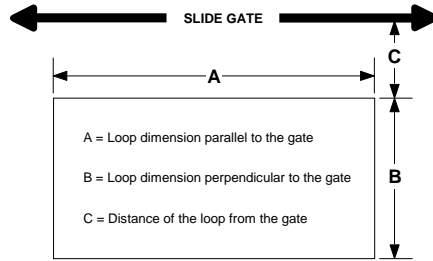 SLIDE GATE
C
A
A = Loop dimension parallel to the gate
B = Loop dimension perpendicular to the gate
B
C = Distance of the loop from the gate